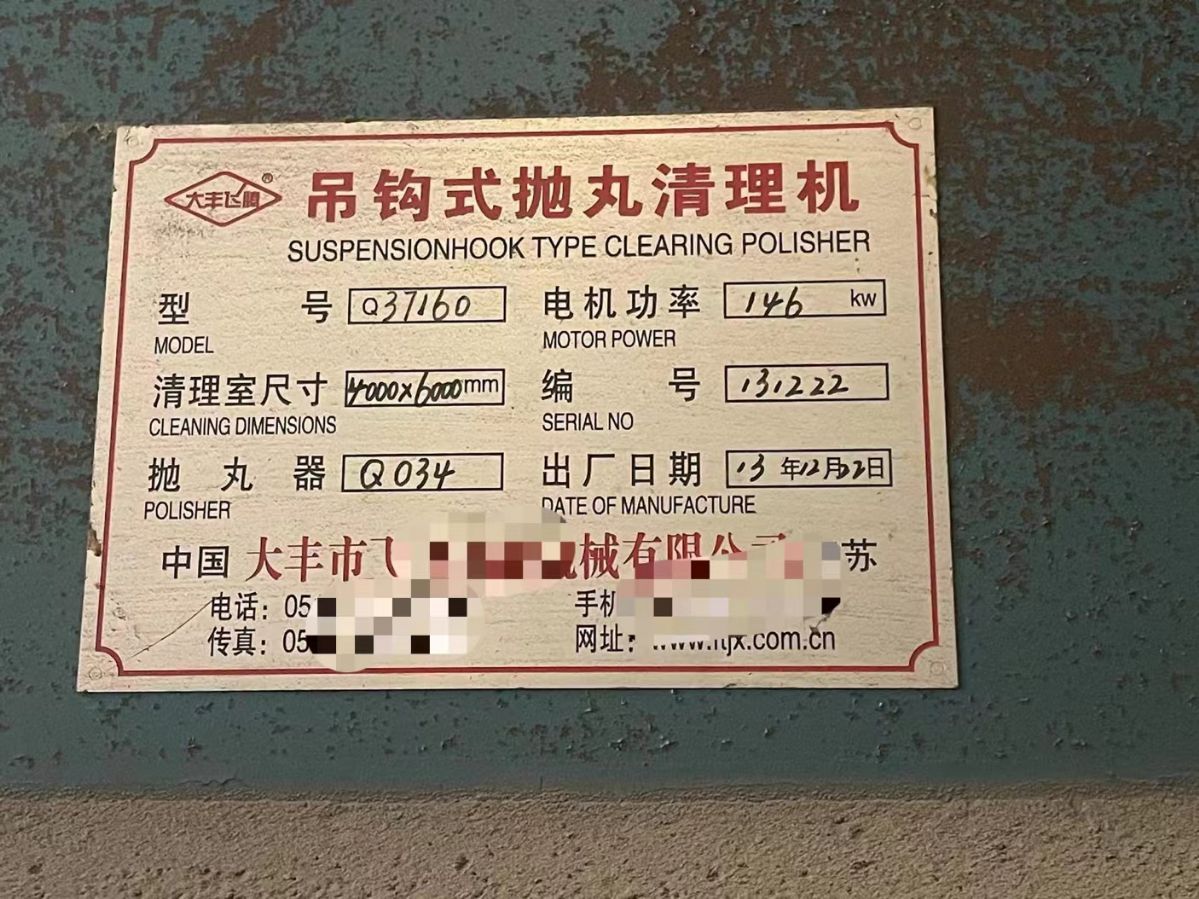 大丰飞鹏® 吊钩式抛丸清理机
SUSPENSIONHOOK TYPE CLEARING POLISHER
型 号 Q37160 电机功率 146 kw
MODEL MOTOR POWER
清理室尺寸 4000×6000mm 编 号 131222
CLEANING DIMENSIONS SERIAL NO
抛丸器 Q034 出厂日期 13年12月22日
POLISHER DATE OF MANUFACTURE
中国 大丰市飞 械有限公司 苏
电话：05 手机
传真：05 网址： .com.cn